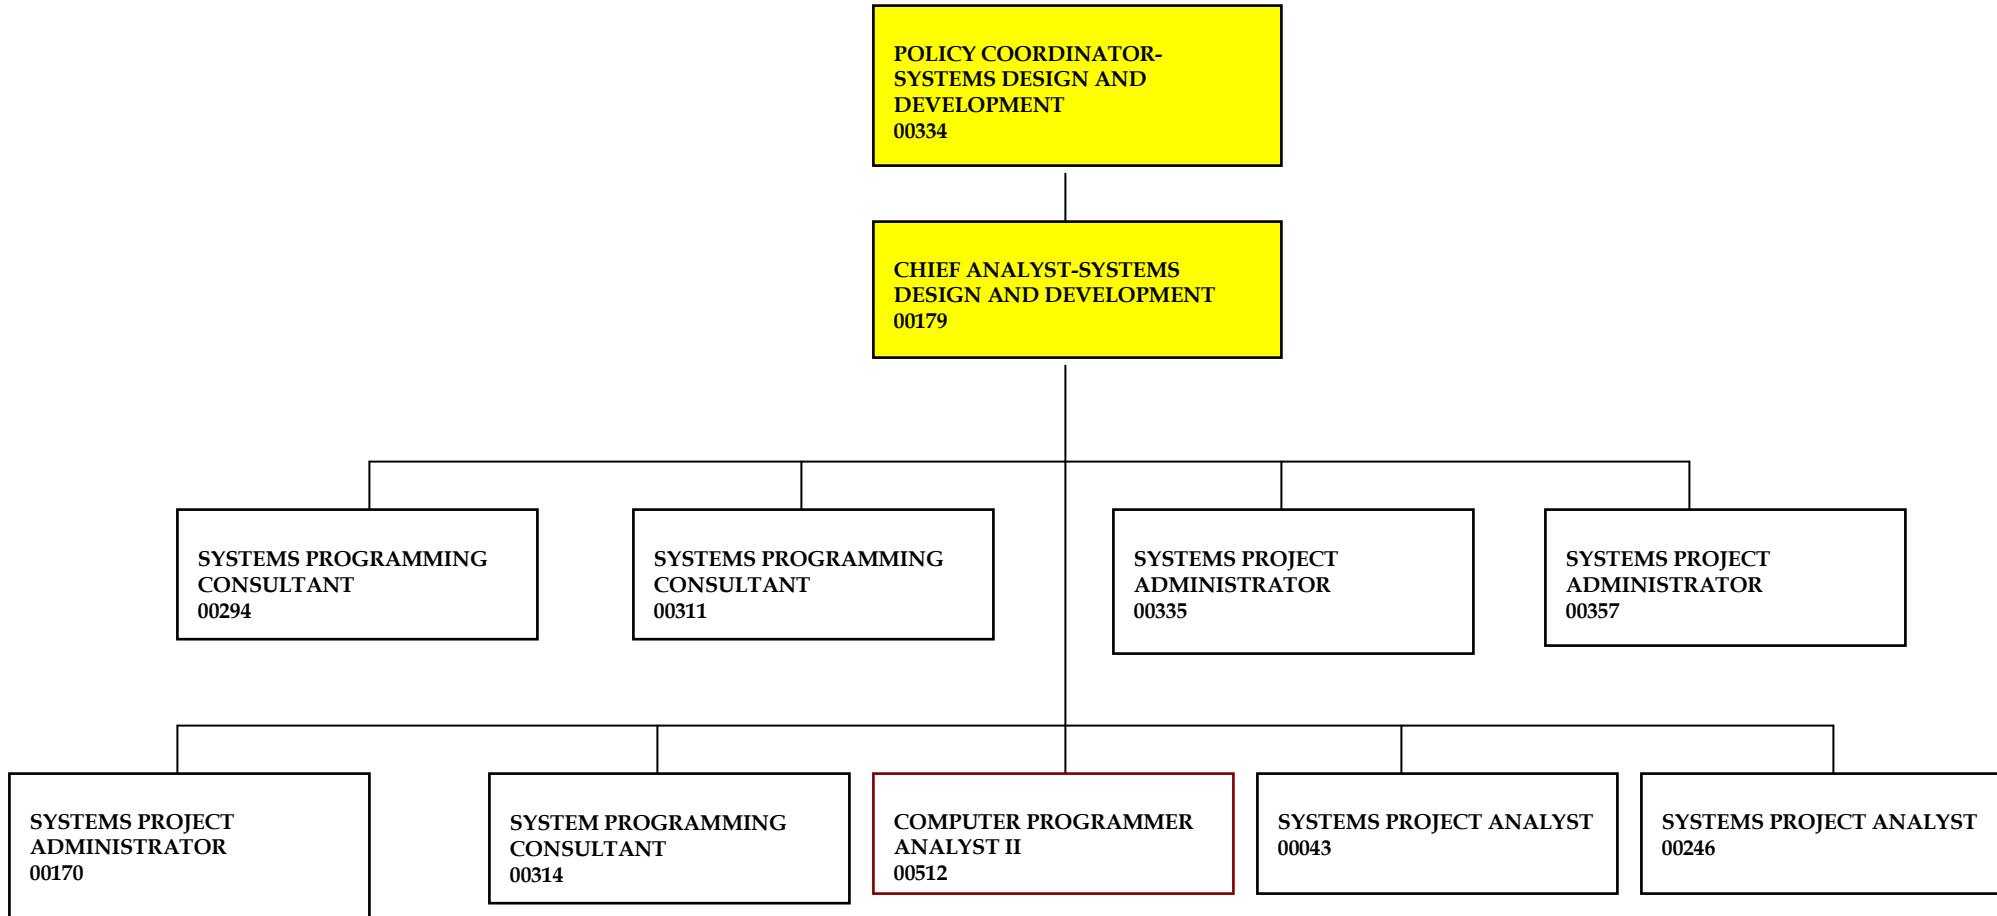 POLICY COORDINATOR-
SYSTEMS DESIGN AND
DEVELOPMENT
00334
CHIEF ANALYST-SYSTEMS
DESIGN AND DEVELOPMENT
00179
SYSTEMS PROGRAMMING
CONSULTANT
00294
SYSTEMS PROGRAMMING
CONSULTANT
00311
SYSTEMS PROJECT
ADMINISTRATOR
00335
SYSTEMS PROJECT
ADMINISTRATOR
00357
SYSTEMS PROJECT
ADMINISTRATOR
00170
SYSTEM PROGRAMMING
CONSULTANT
00314
COMPUTER PROGRAMMER
ANALYST II
00512
SYSTEMS PROJECT ANALYST
00043
SYSTEMS PROJECT ANALYST
00246